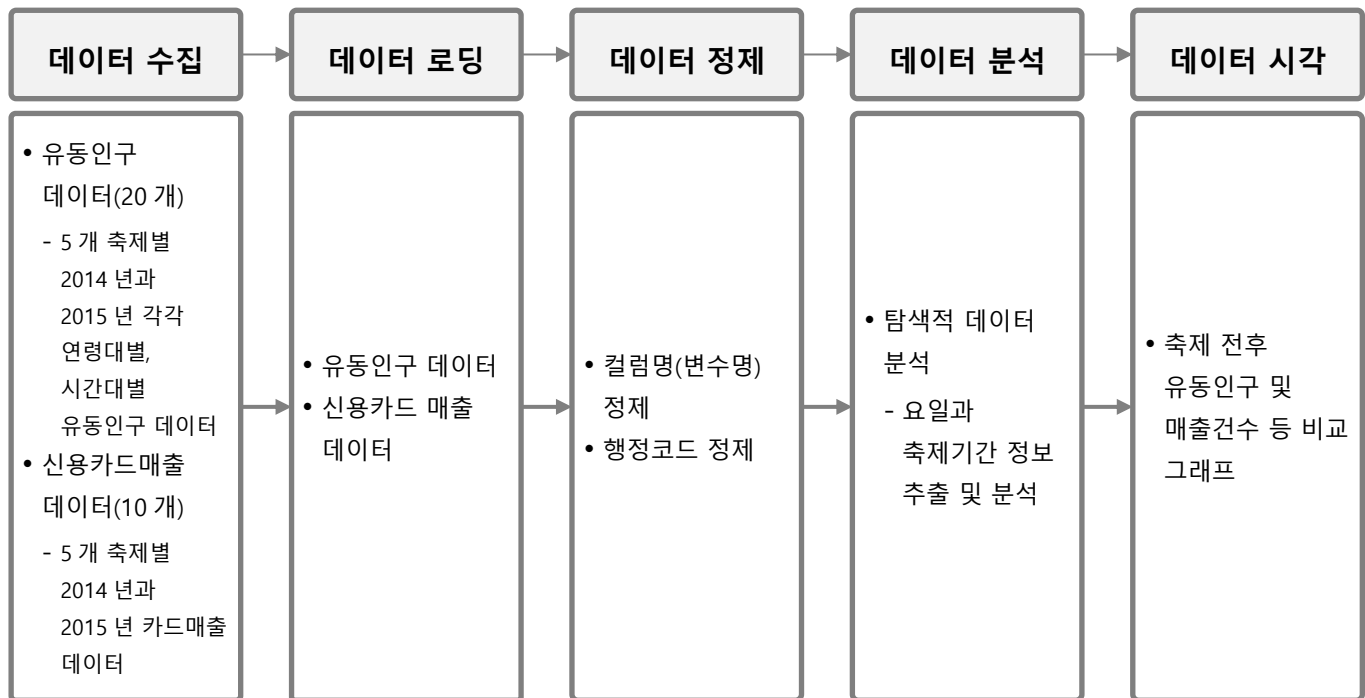 데이터 수집
데이터 로딩
데이터 정제
데이터 분석
데이터 시각
• 유동인구
데이터(20 개)
- 5 개 축제별
2014 년과
2015 년 각각
연령대별,
시간대별
유동인구 데이터
• 신용카드매출
데이터(10 개)
- 5 개 축제별
2014 년과
2015 년 카드매출
데이터
• 유동인구 데이터
• 신용카드 매출
데이터
• 컬럼명(변수명)
정제
• 행정코드 정제
• 탐색적 데이터
분석
- 요일과
축제기간 정보
추출 및 분석
• 축제 전후
유동인구 및
매출건수 등 비교
그래프